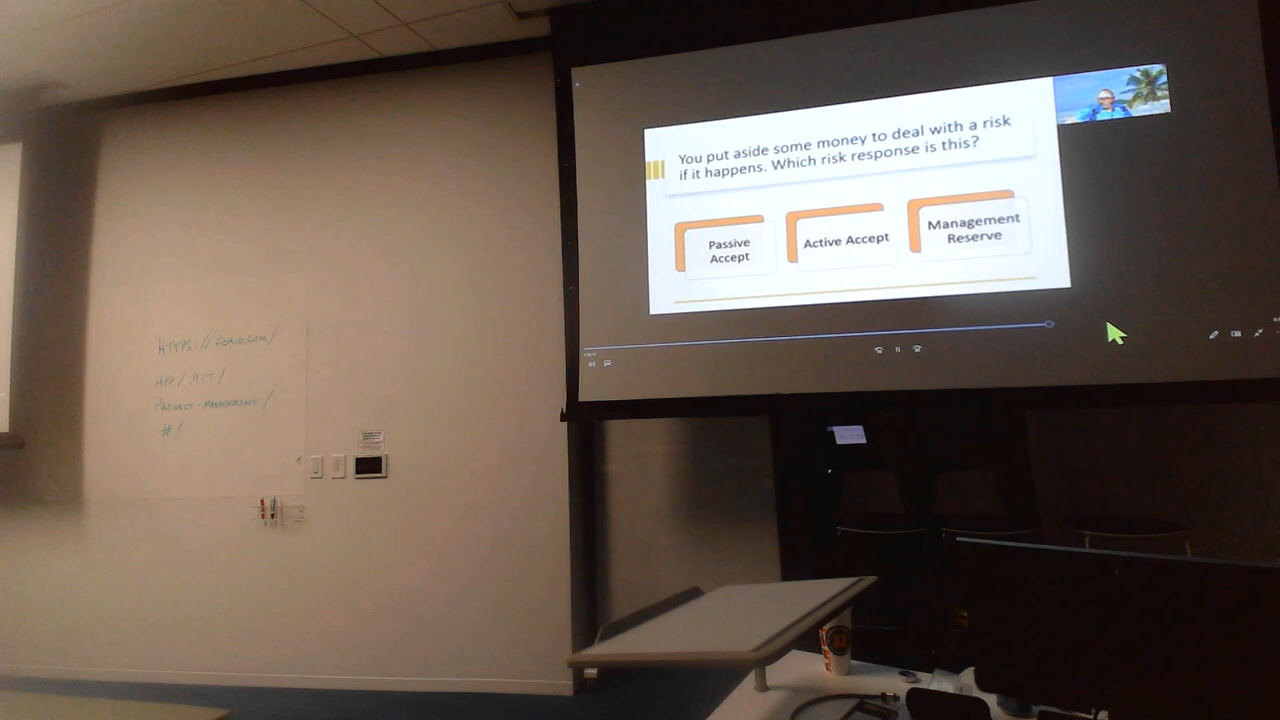 HTTPS://FORIO.COM/
APP/MIT/
PROJECT-MANAGEMENT/
#/
You put aside some money to deal with a risk
if it happens. Which risk response is this?
Passive
Accept
Active Accept
Management
Reserve